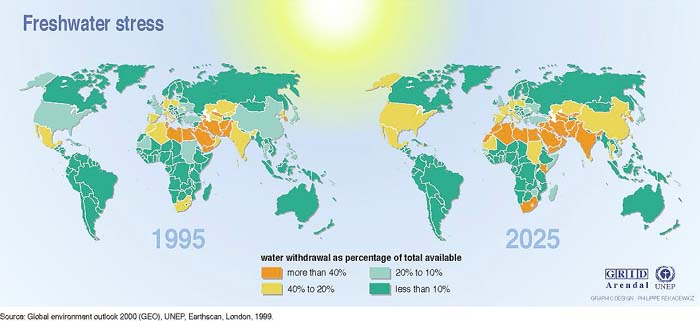 Freshwater stress
1995
2025
water withdrawal as percentage of total available
more than 40%
20% to 10%
40% to 20%
less than 10%
GRID
Arendal
UNEP
GRAPHIC DESIGN : PHILIPPE REKACEWICZ
Source: Global environment outlook 2000 (GEO), UNEP, Earthscan, London, 1999.